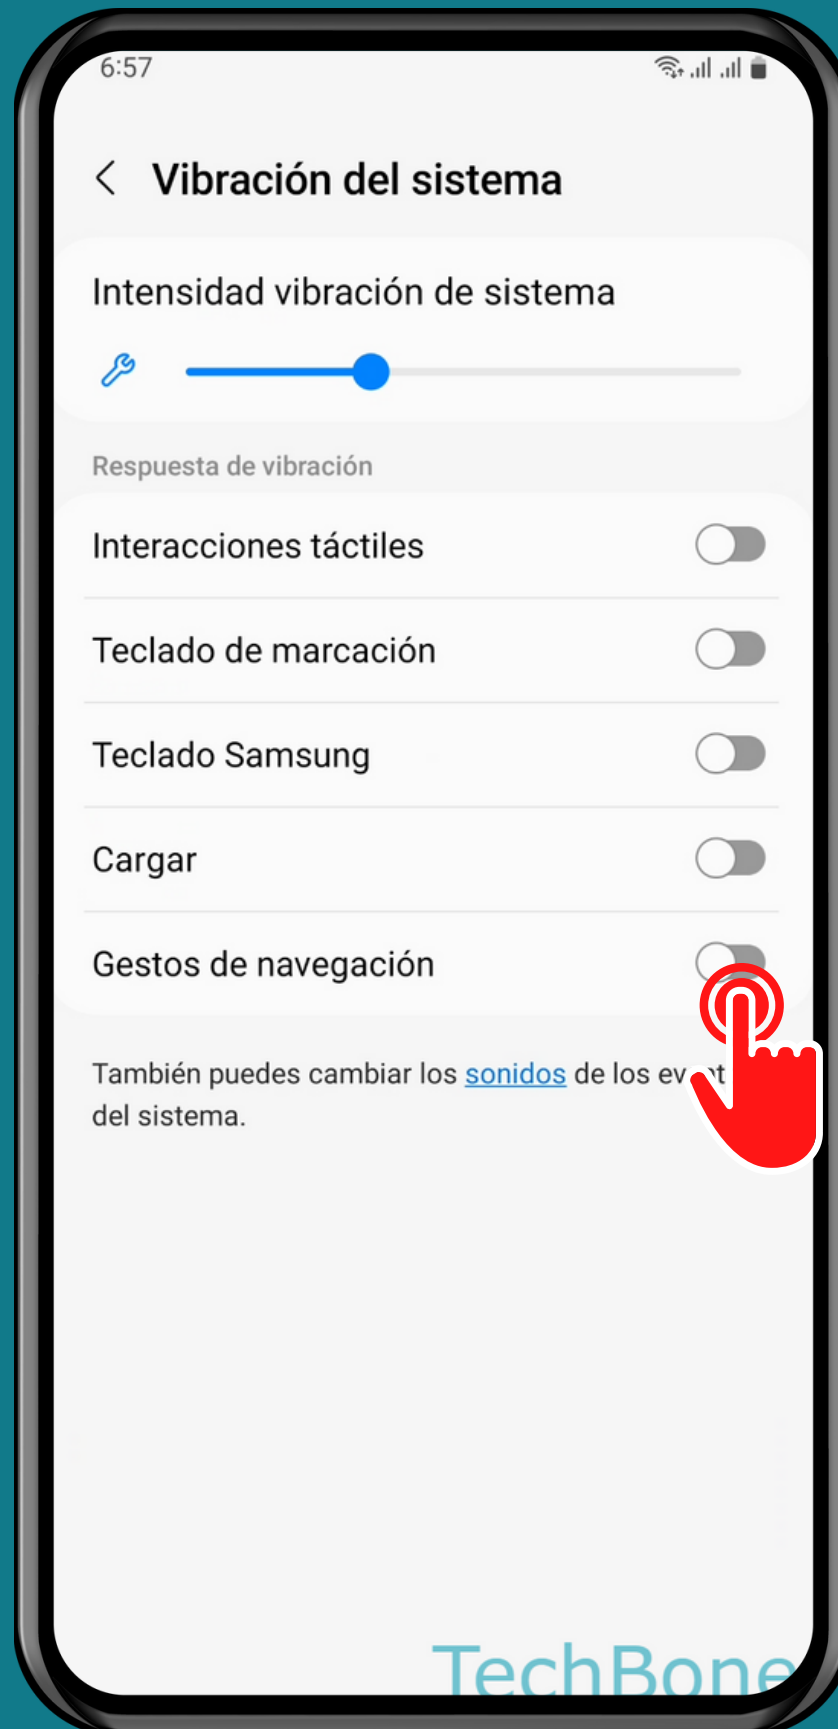 6:57
Vibración del sistema
Intensidad vibración de sistema
Respuesta de vibración
Interacciones táctiles
Teclado de marcación
Teclado Samsung
Cargar
Gestos de navegación
También puedes cambiar los sonidos de los
del sistema.
TechBone